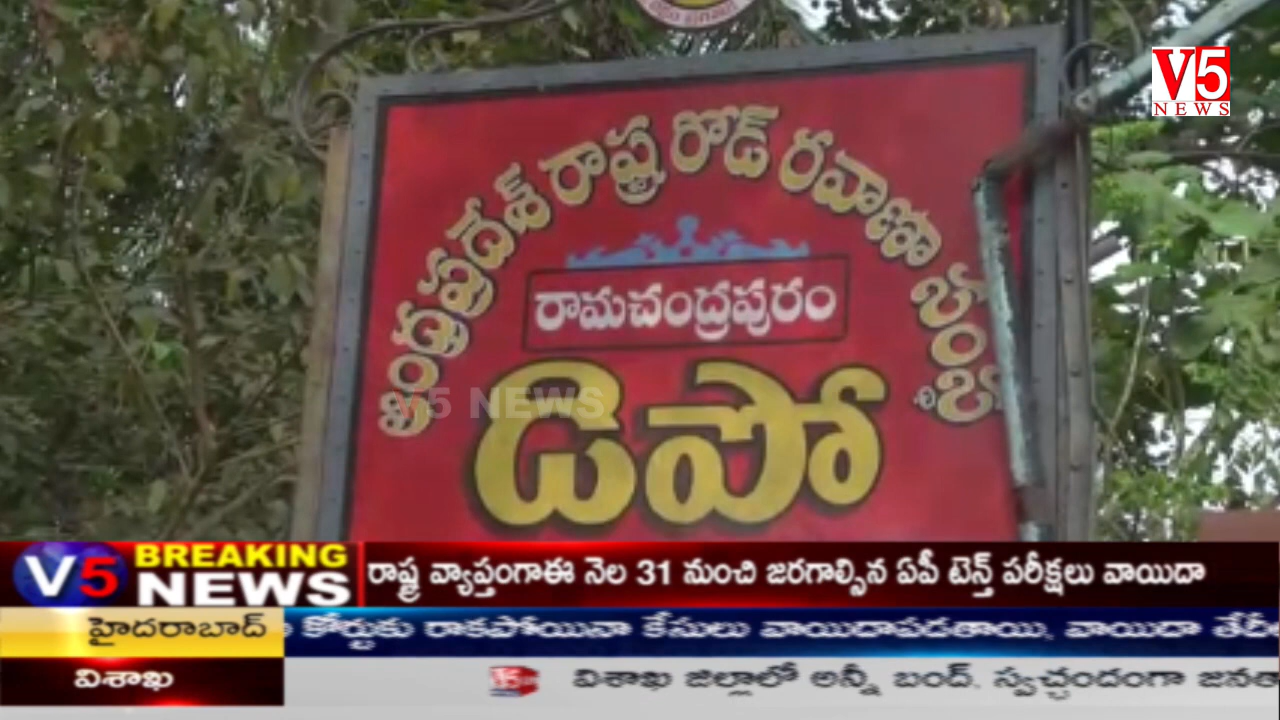 V5
NEWS
ఆంధ్రప్రదేశ్ రాష్ట్ర రోడ్ రవాణా సంస్థ
రామచంద్రపురం
డిపో
V5 NEWS
V5 BREAKING NEWS
రాష్ట్ర వ్యాప్తంగాఈ నెల 31 నుంచి జరగాల్సిన ఏపీ టెన్త్ పరీక్షలు వాయిదా
హైదరాబాద్
కోర్టుకు రాకపోయినా కేసులు వాయిదాపడతాయి, వాయిదా
విశాఖ
విశాఖ జిల్లాలో అన్నీ బంద్. స్వచ్చందంగా